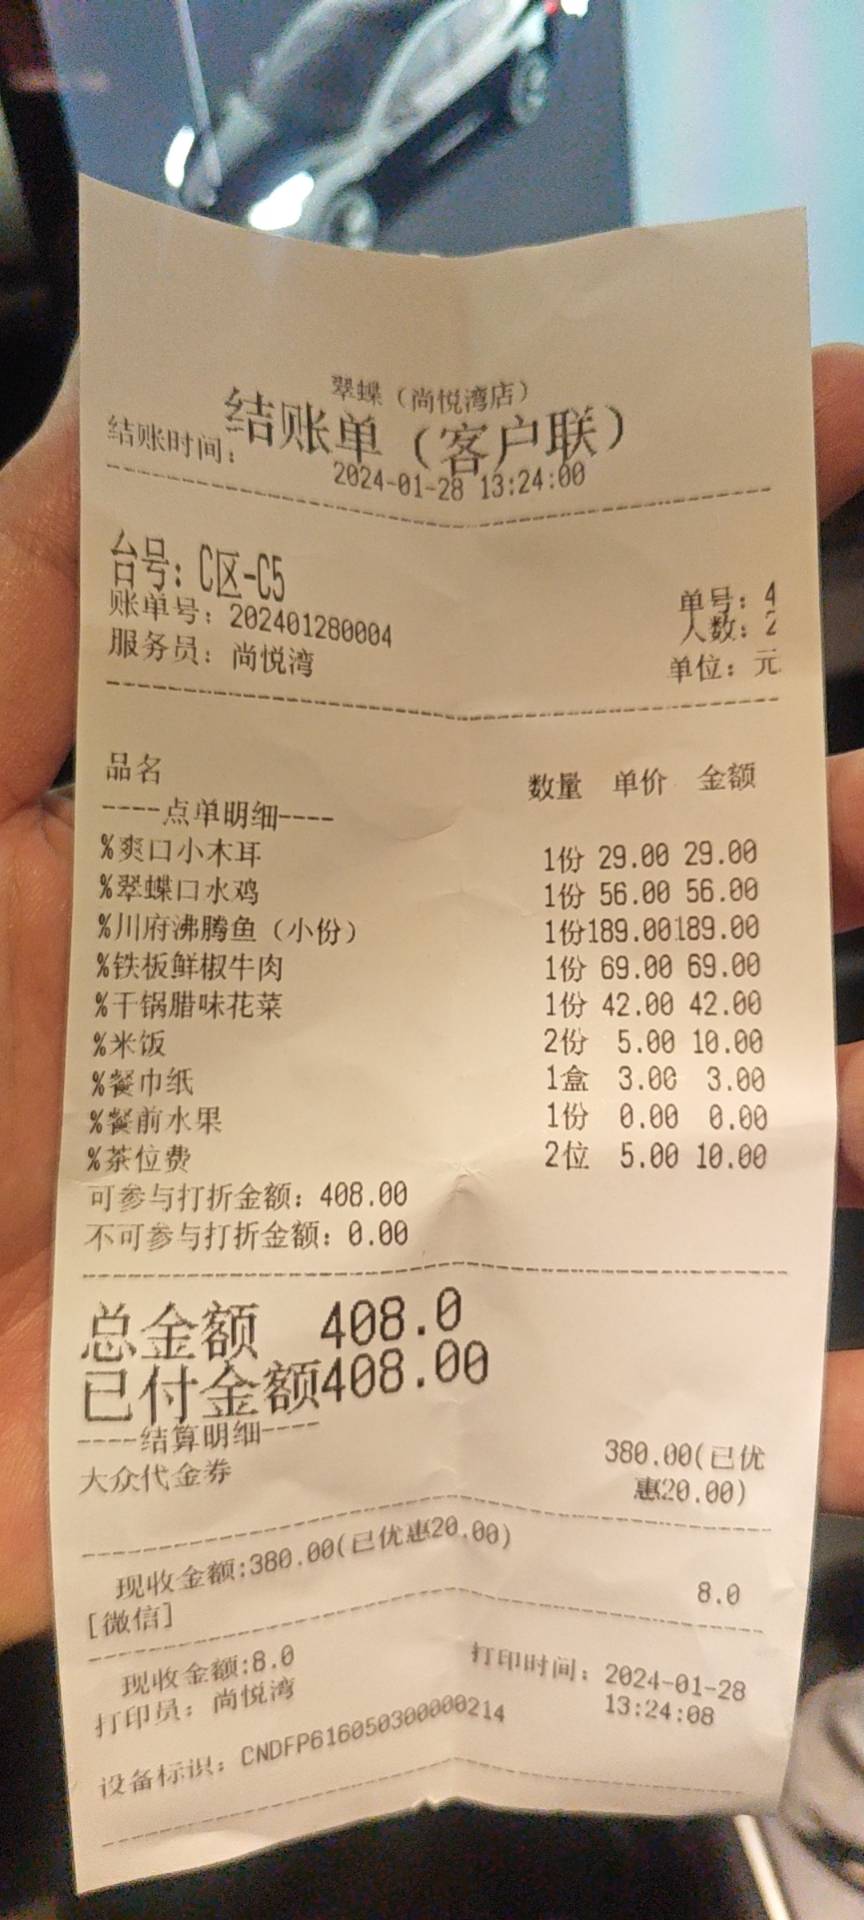 翠蝶（尚悦湾店）
结账单（客户联）
结账时间：2024-01-28 13:24:00
台号：C区-C5
单号：4
账单号：202401280004
人数：2
服务员：尚悦湾
单位：元
品名 数量 单价 金额
----点单明细----
%爽口小木耳 1份 29.00 29.00
%翠蝶口水鸡 1份 56.00 56.00
%川府沸腾鱼（小份） 1份189.00189.00
%铁板鲜椒牛肉 1份 69.00 69.00
%干锅腊味花菜 1份 42.00 42.00
%米饭 2份 5.00 10.00
%餐巾纸 1盒 3.00 3.00
%餐前水果 1份 0.00 0.00
%茶位费 2位 5.00 10.00
可参与打折金额：408.00
不可参与打折金额：0.00
总金额 408.0
已付金额408.00
----结算明细----
大众代金券 380.00(已优
惠20.00)
现收金额:380.00(已优惠20.00)
[微信] 8.0
现收金额:8.0
打印员：尚悦湾 打印时间：2024-01-28
13:24:08
设备标识：CNDFP616050300000214